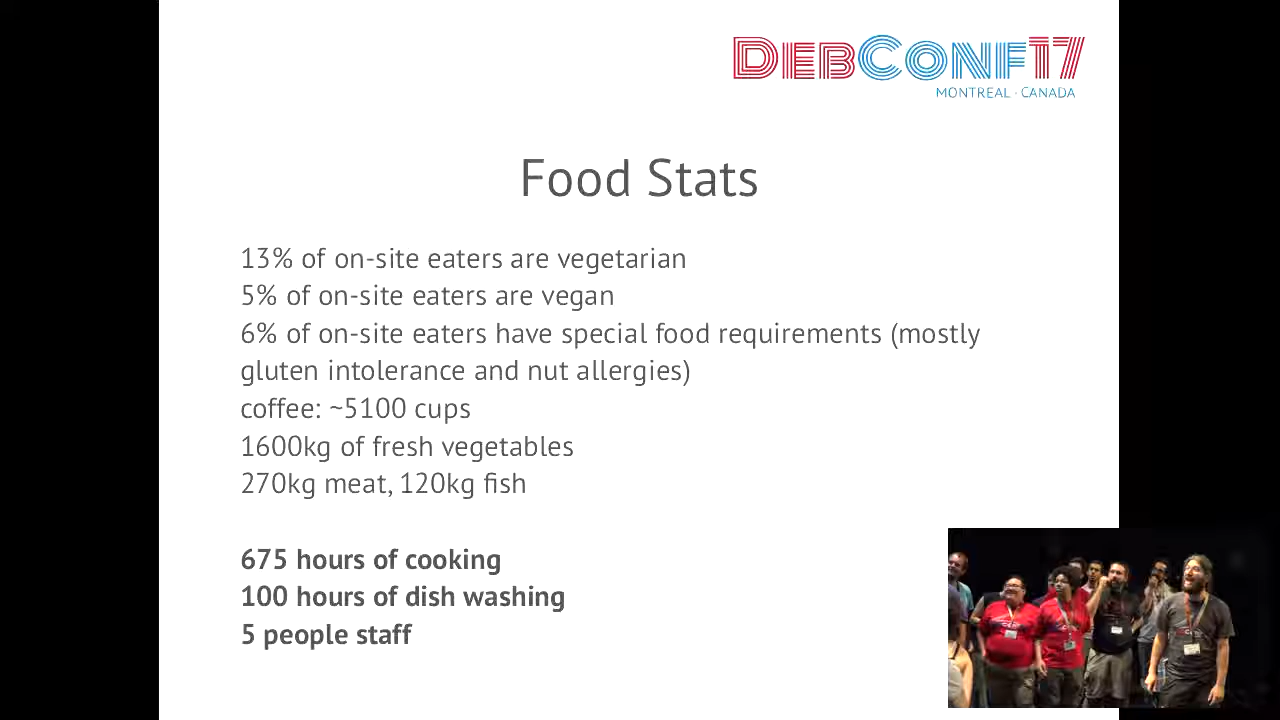 DEBCONF17
MONTREAL · CANADA
Food Stats
13% of on-site eaters are vegetarian
5% of on-site eaters are vegan
6% of on-site eaters have special food requirements (mostly
gluten intolerance and nut allergies)
coffee: ~5100 cups
1600kg of fresh vegetables
270kg meat, 120kg fish
675 hours of cooking
100 hours of dish washing
5 people staff